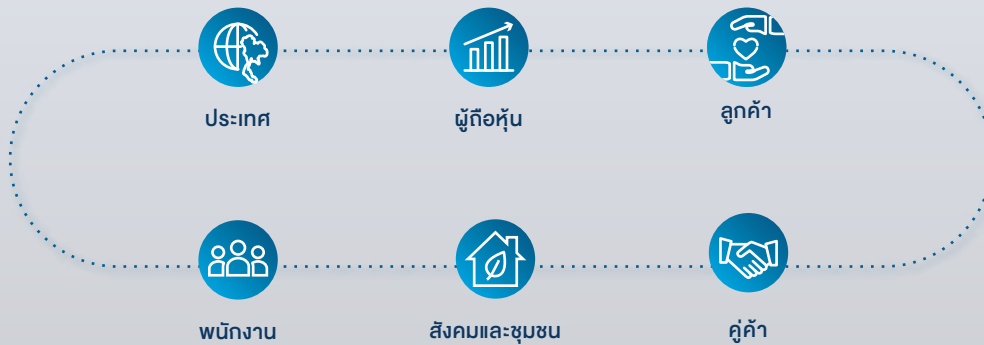 ประเทศ
ผู้ถือหุ้น
ลูกค้า
พนักงาน
สังคมและชุมชน
คู่ค้า